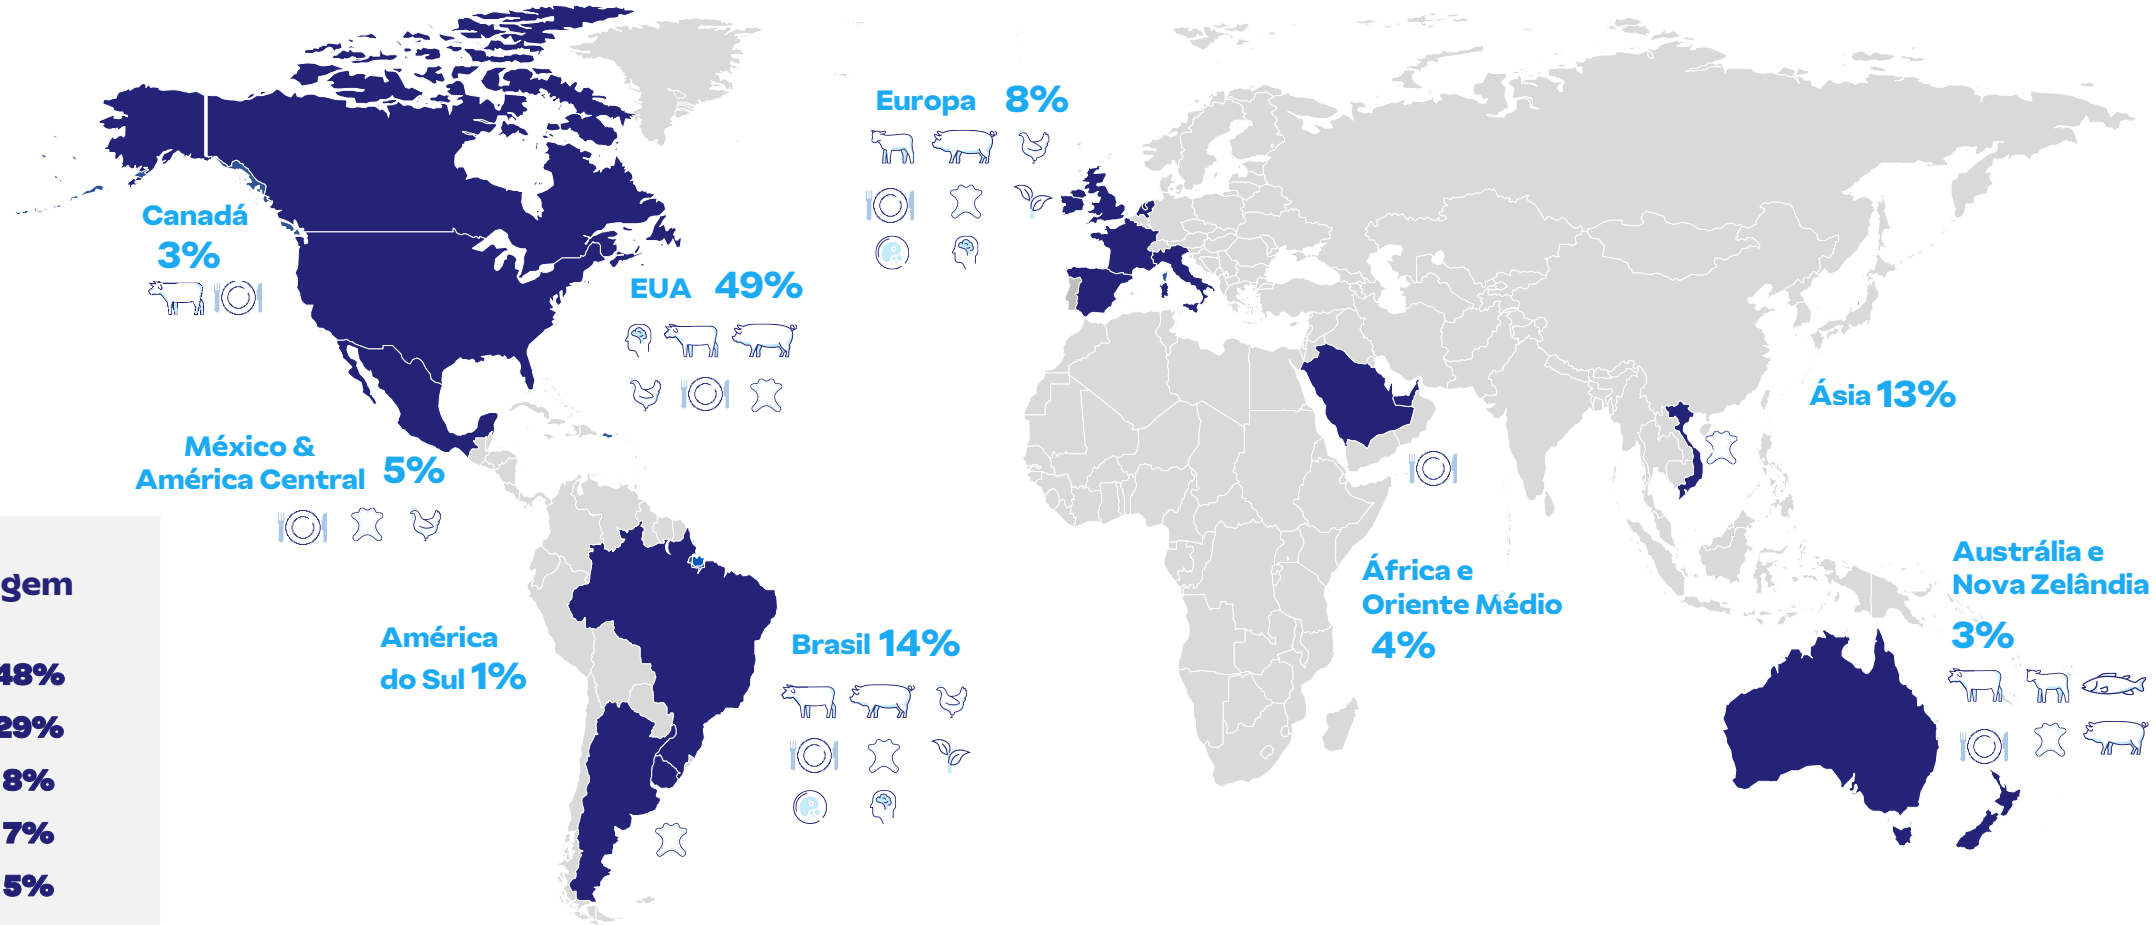 Europa 8%
Canadá
3%
EUA 49%
Ásia 13%
México &
América Central 5%
África e
Oriente Médio
4%
Austrália e
Nova Zelândia
3%
América
do Sul 1%
Brasil 14%
gem
48%
29%
8%
7%
5%